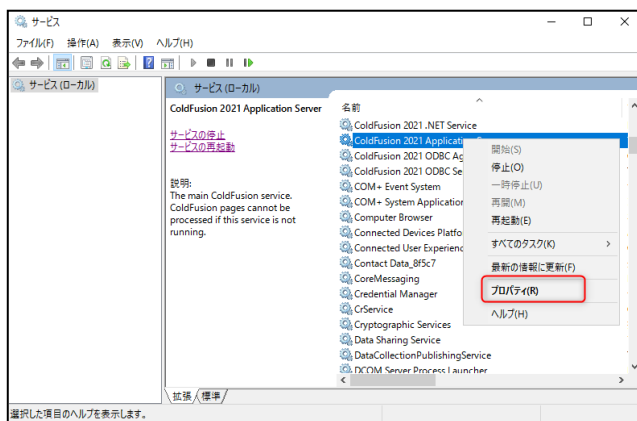 サービス
ファイル(F) 操作(A) 表示(V) ヘルプ(H)
サービス (ローカル)
サービス (ローカル)
ColdFusion 2021 Application Server
サービスの停止
サービスの再起動
説明:
The main ColdFusion service.
ColdFusion pages cannot be
processed if this service is not
running.
名前
ColdFusion 2021 .NET Service
ColdFusion 2021 Applicati
ColdFusion 2021 ODBC Ag
ColdFusion 2021 ODBC Se
COM+ Event System
COM+ System Application
Computer Browser
Connected Devices Platfo
Connected User Experienc
Contact Data_8f5c7
CoreMessaging
Credential Manager
CrService
Cryptographic Services
Data Sharing Service
DataCollectionPublishingService
DCOM Server Process Launcher
開始(S)
停止(O)
一時停止(U)
再開(M)
再起動(E)
すべてのタスク(K)
最新の情報に更新(F)
プロパティ(R)
ヘルプ(H)
拡張 標準
選択した項目のヘルプを表示します。